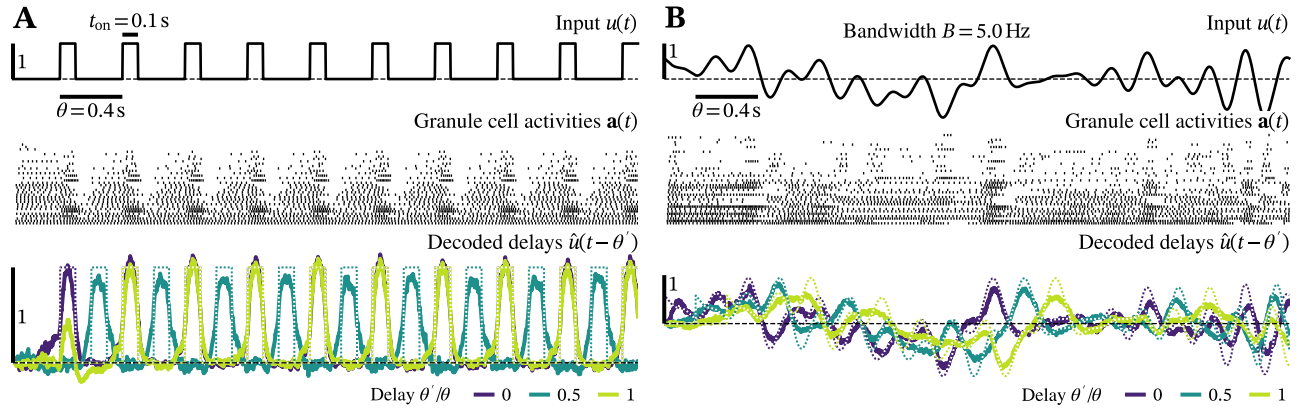 A
t_on = 0.1 s
Input u(t)
1
θ = 0.4 s
Granule cell activities a(t)
Decoded delays û(t − θ′)
1
Delay θ′/θ 0 0.5 1
B
Bandwidth B = 5.0 Hz
Input u(t)
1
θ = 0.4 s
Granule cell activities a(t)
Decoded delays û(t − θ′)
1
Delay θ′/θ 0 0.5 1